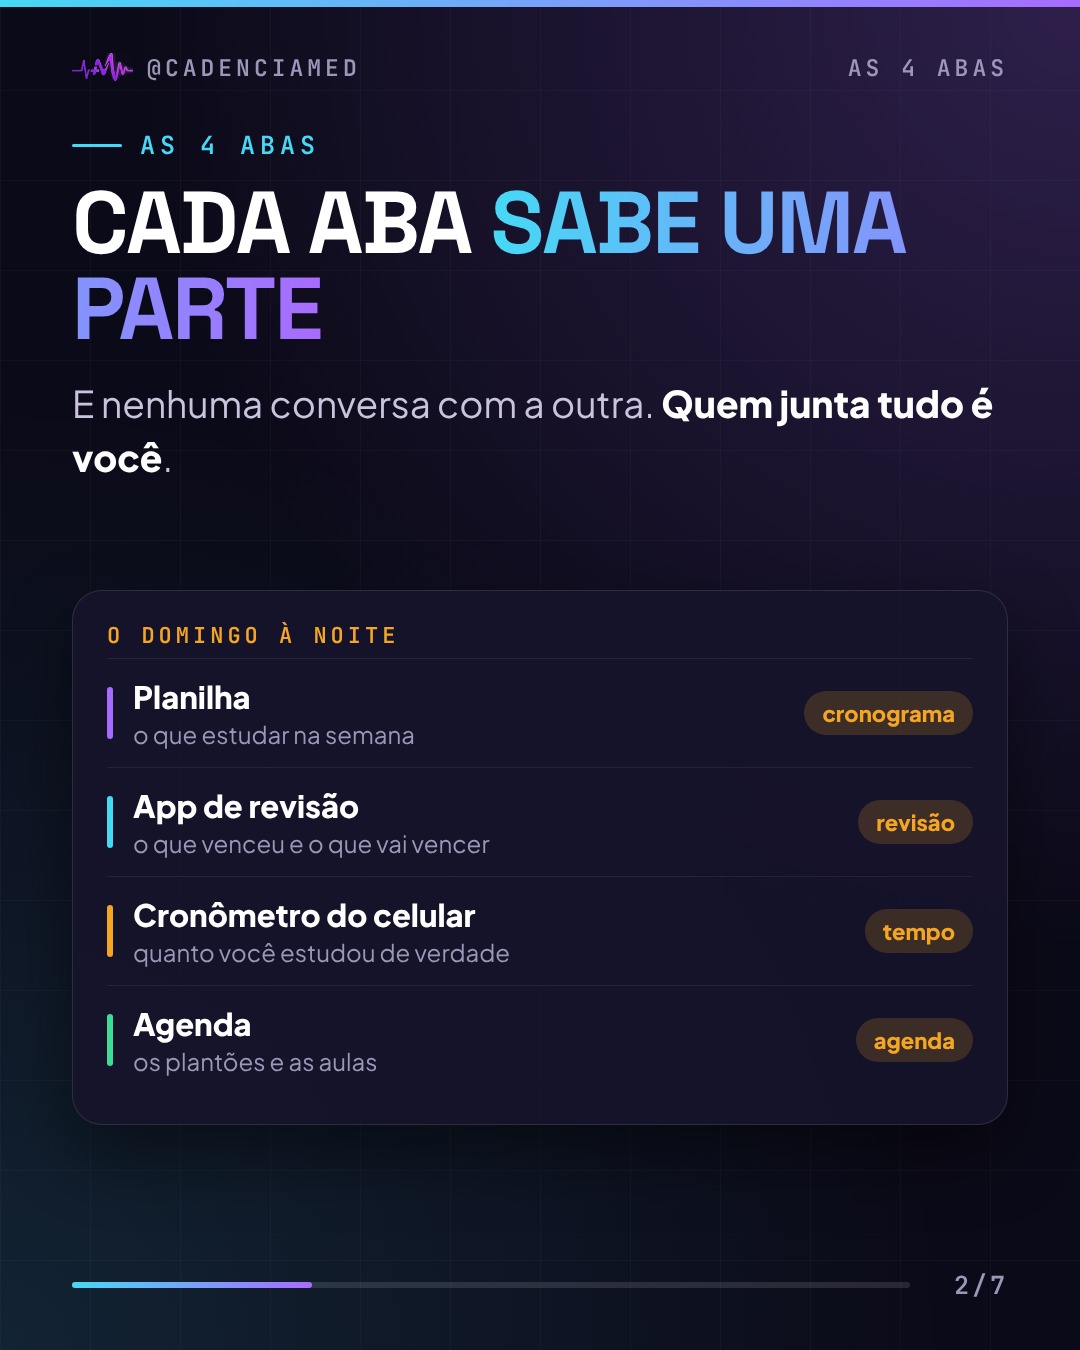 @CADENCIAMED
AS 4 ABAS
AS 4 ABAS
CADA ABA SABE UMA
PARTE
E nenhuma conversa com a outra. Quem junta tudo é
você.
O DOMINGO À NOITE
Planilha
o que estudar na semana
cronograma
App de revisão
o que venceu e o que vai vencer
revisão
Cronômetro do celular
quanto você estudou de verdade
tempo
Agenda
os plantões e as aulas
agenda
2/7